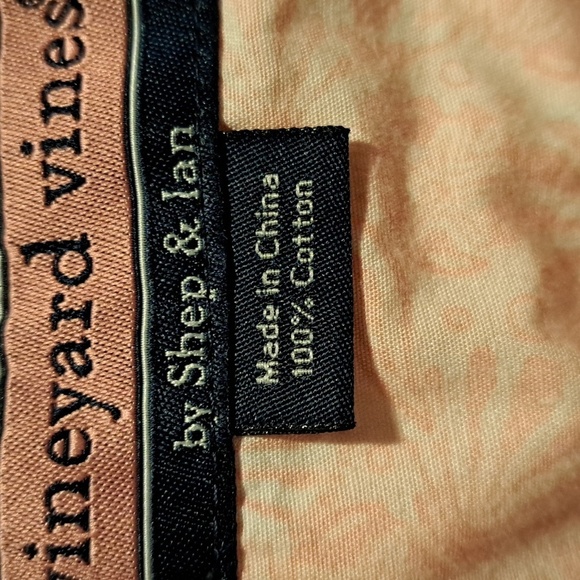 vineyard vines®
by Shep & Ian
Made in China
100% Cotton